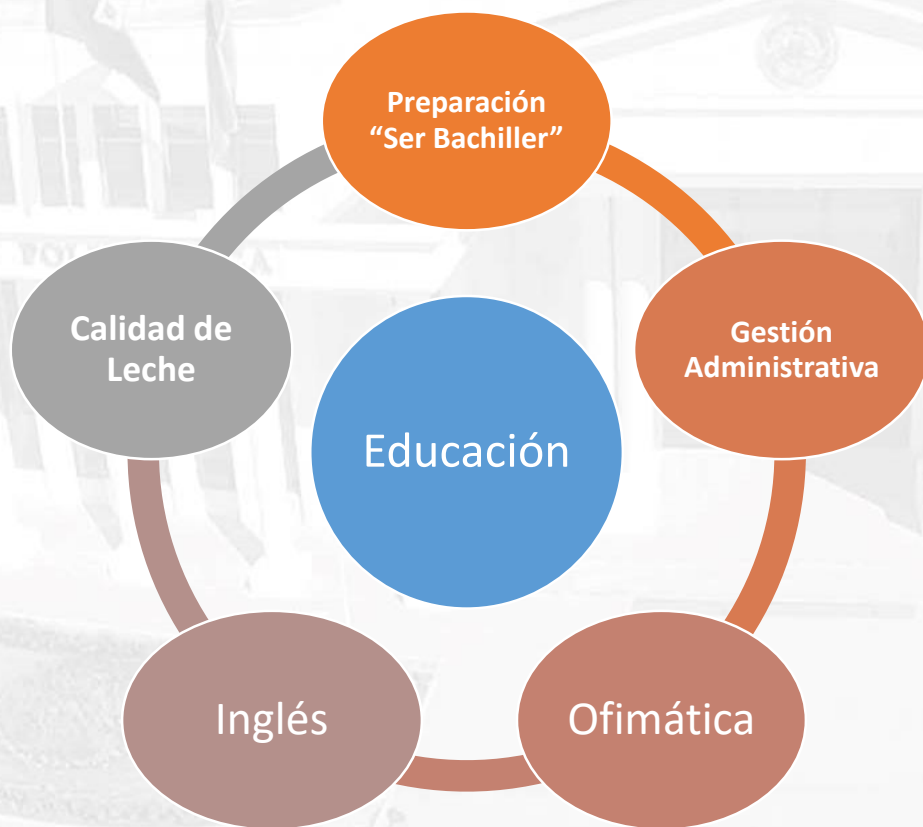 Preparación
“Ser Bachiller”
Gestión
Administrativa
Ofimática
Inglés
Calidad de
Leche
Educación